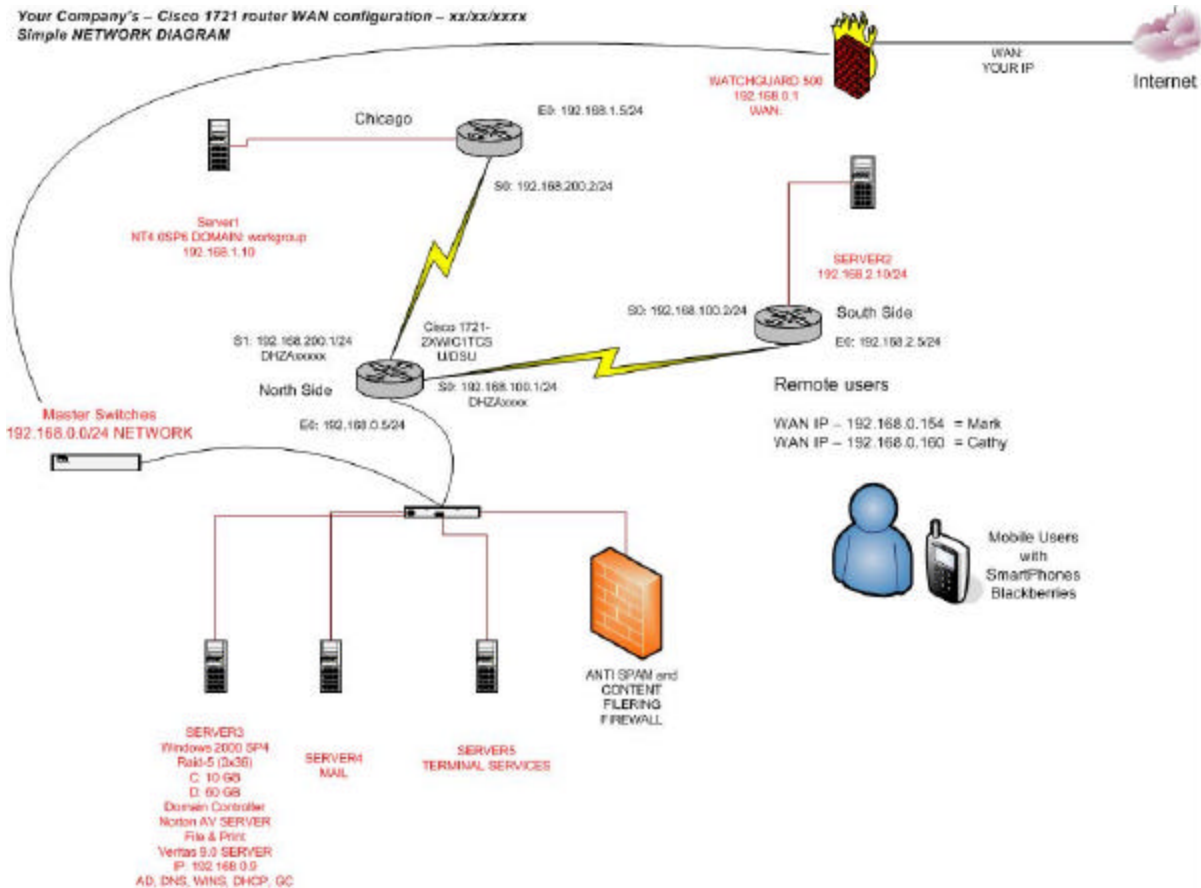 Your Company's – Cisco 1721 router WAN configuration – xx/xx/xxxx
Simple NETWORK DIAGRAM
WAN:
YOUR IP
Internet
WATCHGUARD 500
192.168.0.1
WAN:
Chicago
E0: 192.168.1.5/24
S0: 192.168.200.2/24
Server1
NT4.0SP6 DOMAIN: workgroup
192.168.1.10
SERVER2
192.168.2.10/24
S0: 192.168.100.2/24
South Side
E0: 192.168.2.5/24
S1: 192.168.200.1/24
DHZAxxxxx
Cisco 1721-
2XWIC1TCS
U/DSU
North Side
S0: 192.168.100.1/24
DHZAxxxx
E0: 192.168.0.5/24
Master Switches
192.168.0.0/24 NETWORK
Remote users
WAN IP – 192.168.0.154 = Mark
WAN IP – 192.168.0.160 = Cathy
Mobile Users
with
SmartPhones
Blackberries
ANTI SPAM and
CONTENT
FILERING
FIREWALL
SERVER3
Windows 2000 SP4
Raid-5 (3x36)
C: 10 GB
D: 60 GB
Domain Controller
Norton AV SERVER
File & Print
Veritas 9.0 SERVER
IP: 192.168.0.9
AD, DNS, WINS, DHCP, GC
SERVER4
MAIL
SERVER5
TERMINAL SERVICES